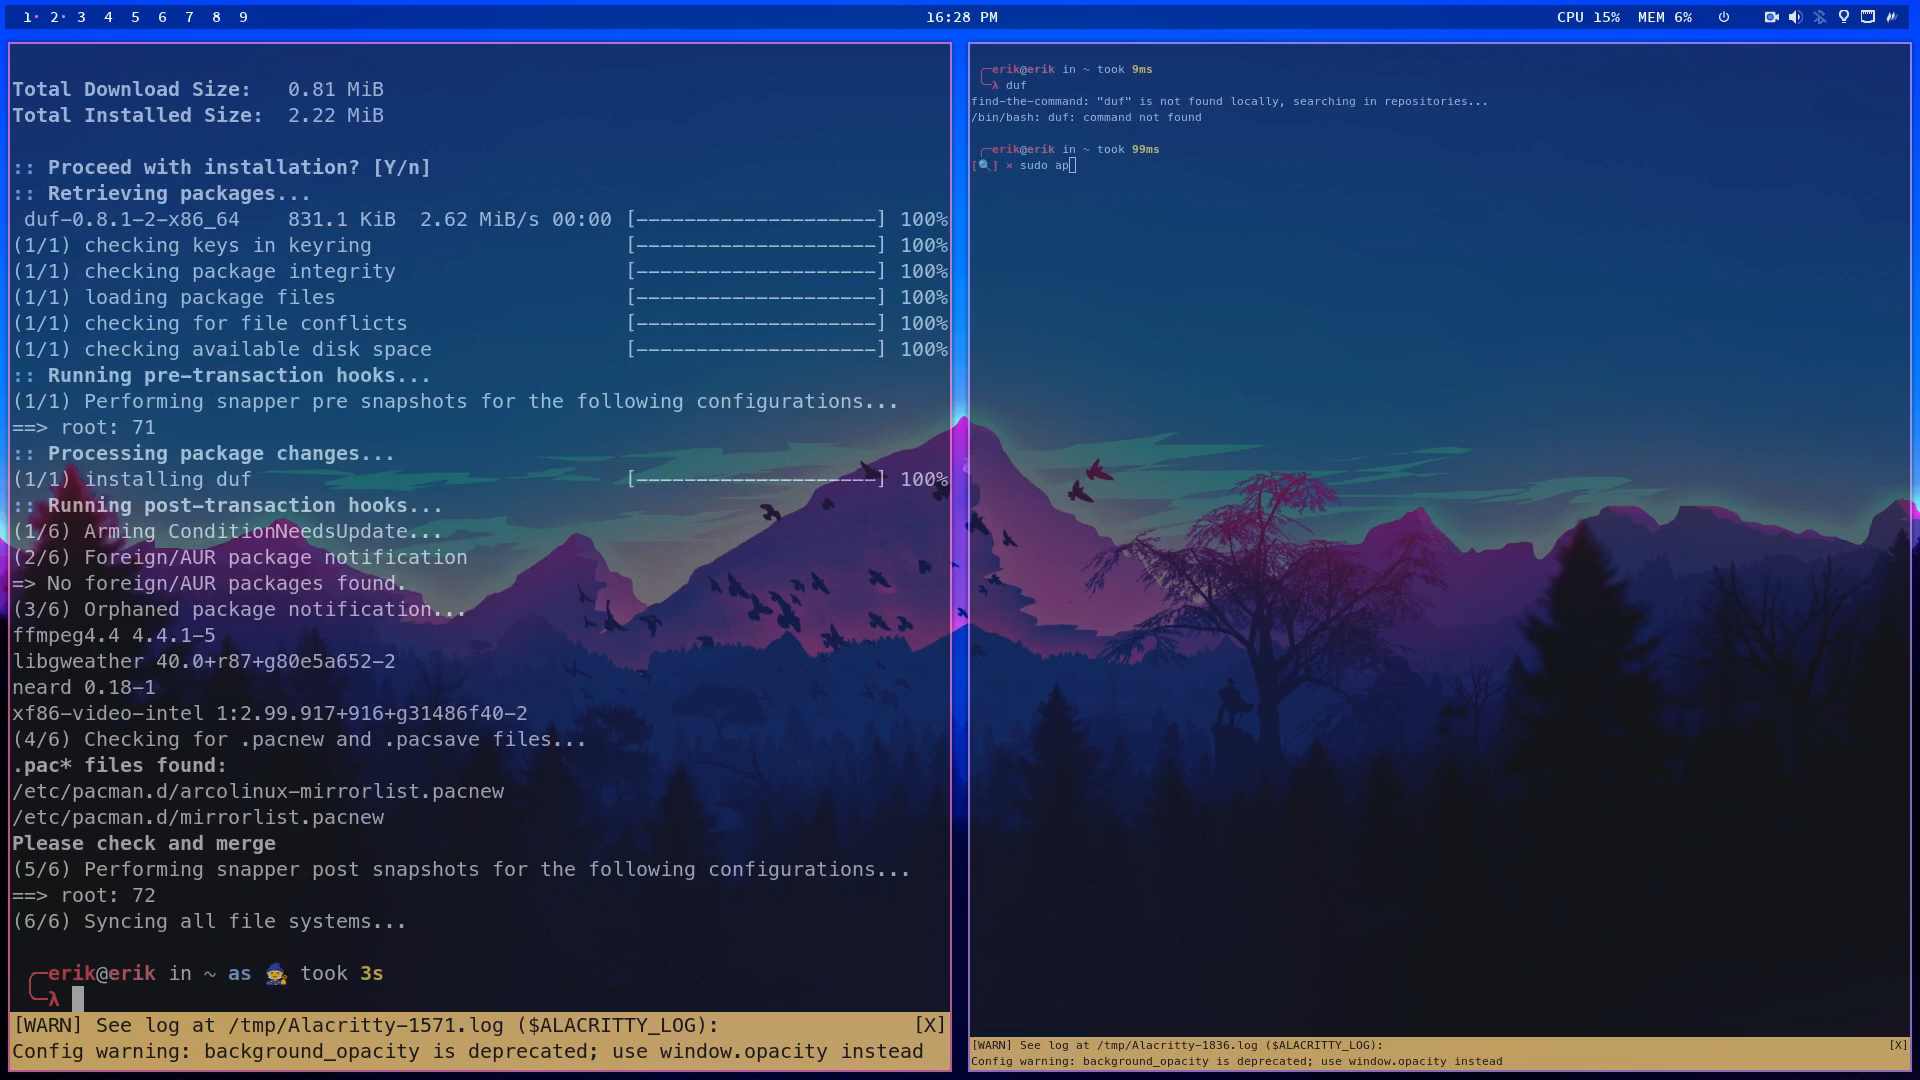 1 2 3 4 5 6 7 8 9
16:28 PM
CPU 15% MEM 6%
Total Download Size: 0.81 MiB
Total Installed Size: 2.22 MiB
:: Proceed with installation? [Y/n]
:: Retrieving packages...
duf-0.8.1-2-x86_64 831.1 KiB 2.62 MiB/s 00:00 [--------------------] 100%
(1/1) checking keys in keyring [--------------------] 100%
(1/1) checking package integrity [--------------------] 100%
(1/1) loading package files [--------------------] 100%
(1/1) checking for file conflicts [--------------------] 100%
(1/1) checking available disk space [--------------------] 100%
:: Running pre-transaction hooks...
(1/1) Performing snapper pre snapshots for the following configurations...
==> root: 71
:: Processing package changes...
(1/1) installing duf [--------------------] 100%
:: Running post-transaction hooks...
(1/6) Arming ConditionNeedsUpdate...
(2/6) Foreign/AUR package notification
=> No foreign/AUR packages found.
(3/6) Orphaned package notification...
ffmpeg4.4 4.4.1-5
libgweather 40.0+r87+g80e5a652-2
neard 0.18-1
xf86-video-intel 1:2.99.917+916+g31486f40-2
(4/6) Checking for .pacnew and .pacsave files...
.pac* files found:
/etc/pacman.d/arcolinux-mirrorlist.pacnew
/etc/pacman.d/mirrorlist.pacnew
Please check and merge
(5/6) Performing snapper post snapshots for the following configurations...
==> root: 72
(6/6) Syncing all file systems...
erik@erik in ~ as 🧙 took 3s
λ
[WARN] See log at /tmp/Alacritty-1571.log ($ALACRITTY_LOG): [X]
Config warning: background_opacity is deprecated; use window.opacity instead
erik@erik in ~ took 9ms
λ duf
find-the-command: "duf" is not found locally, searching in repositories...
/bin/bash: duf: command not found
erik@erik in ~ took 99ms
[🔍] × sudo ap
[WARN] See log at /tmp/Alacritty-1836.log ($ALACRITTY_LOG): [X]
Config warning: background_opacity is deprecated; use window.opacity instead